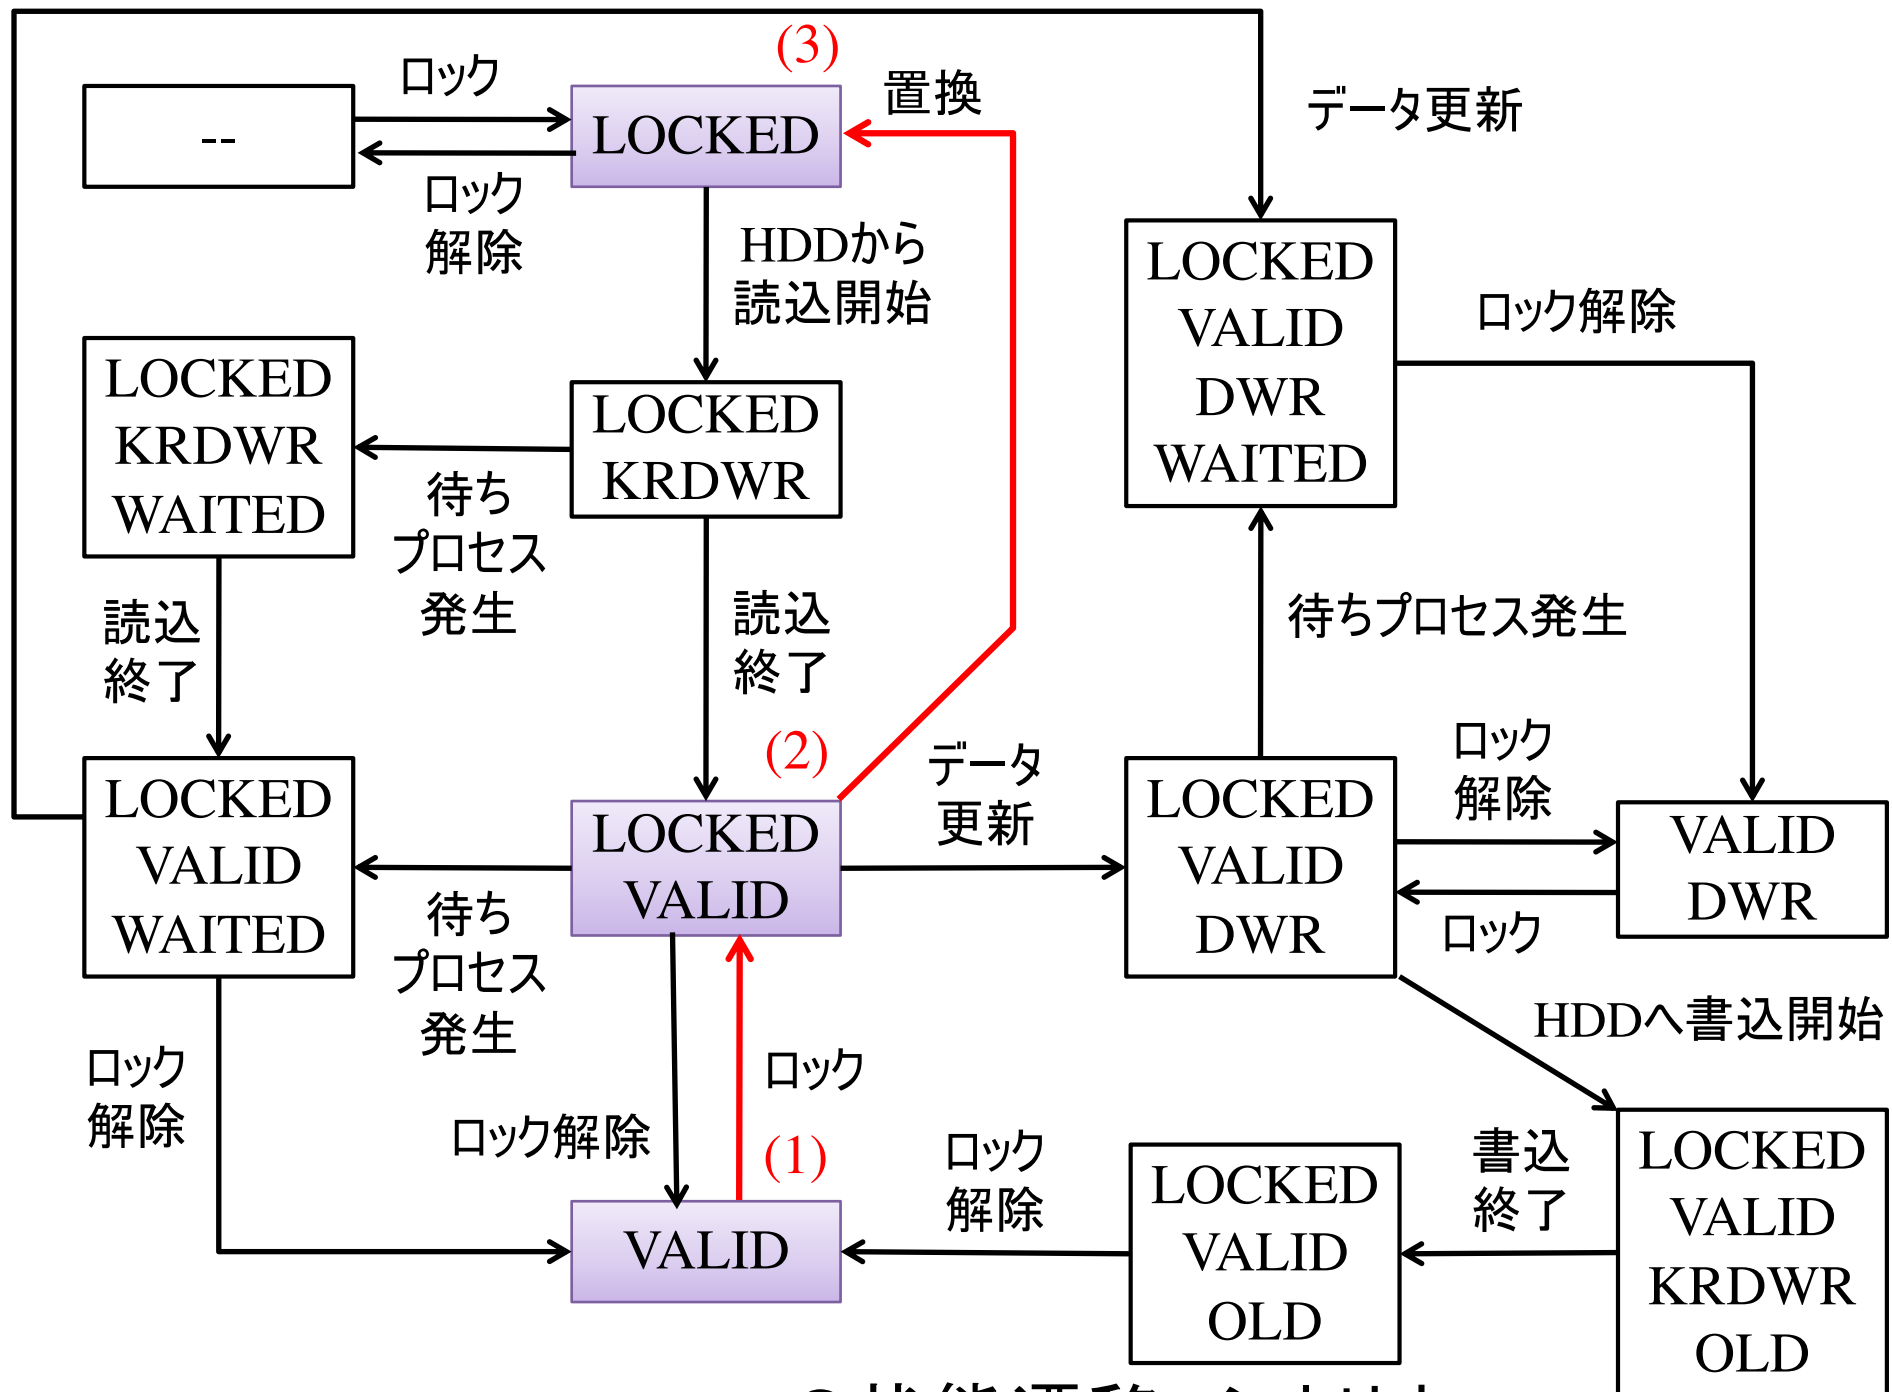 (3)
ロック
置換
--
LOCKED
データ更新
ロック
解除
HDDから
読込開始
LOCKED
VALID
DWR
WAITED
ロック解除
LOCKED
KRDWR
WAITED
LOCKED
KRDWR
待ち
プロセス
発生
読込
終了
読込
終了
待ちプロセス発生
(2)
データ
更新
ロック
解除
LOCKED
VALID
WAITED
LOCKED
VALID
LOCKED
VALID
DWR
VALID
DWR
ロック
待ち
プロセス
発生
HDDへ書込開始
ロック
解除
ロック
ロック解除
(1)
ロック
解除
書込
終了
VALID
LOCKED
VALID
OLD
LOCKED
VALID
KRDWR
OLD